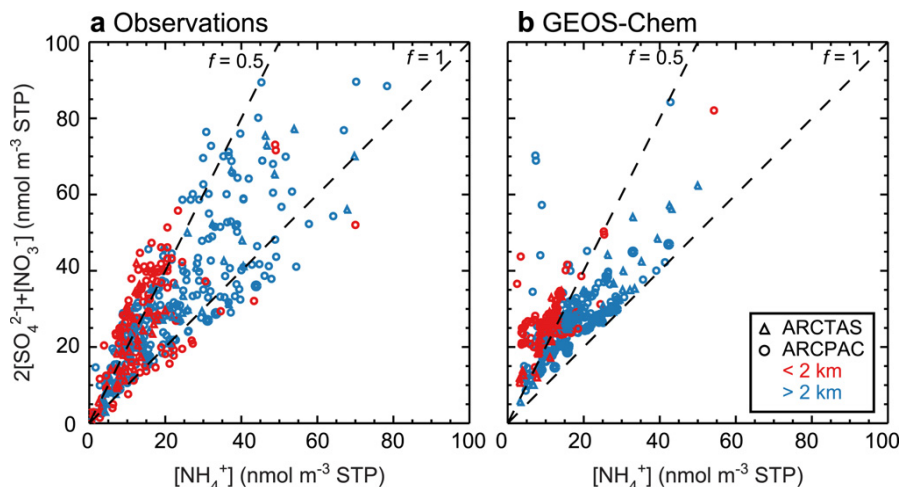 a Observations
b GEOS-Chem
2[SO₄²⁻]+[NO₃⁻] (nmol m⁻³ STP)
100
80
60
40
20
0
f = 0.5
f = 1
f = 0.5
f = 1
△ ARCTAS
○ ARCPAC
< 2 km
> 2 km
0 20 40 60 80 100
0 20 40 60 80 100
[NH₄⁺] (nmol m⁻³ STP)
[NH₄⁺] (nmol m⁻³ STP)